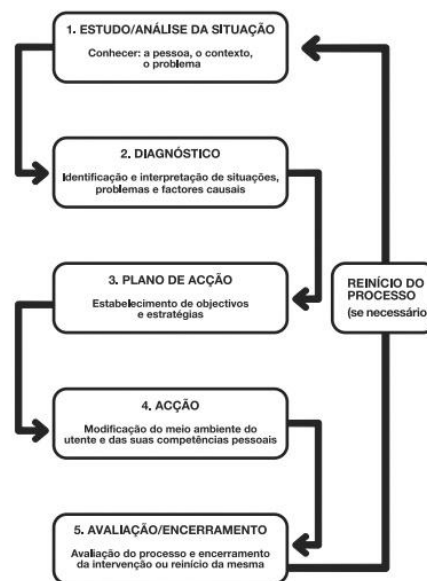 1. ESTUDO/ANÁLISE DA SITUAÇÃO
Conhecer: a pessoa, o contexto,
o problema
2. DIAGNÓSTICO
Identificação e interpretação de situações,
problemas e factores causais
3. PLANO DE ACÇÃO
Estabelecimento de objectivos
e estratégias
REINÍCIO DO
PROCESSO
(se necessário
4. ACÇÃO
Modificação do meio ambiente do
utente e das suas competências pessoais
5. AVALIAÇÃO/ENCERRAMENTO
Avaliação do processo e encerramento
da intervenção ou reinício da mesma